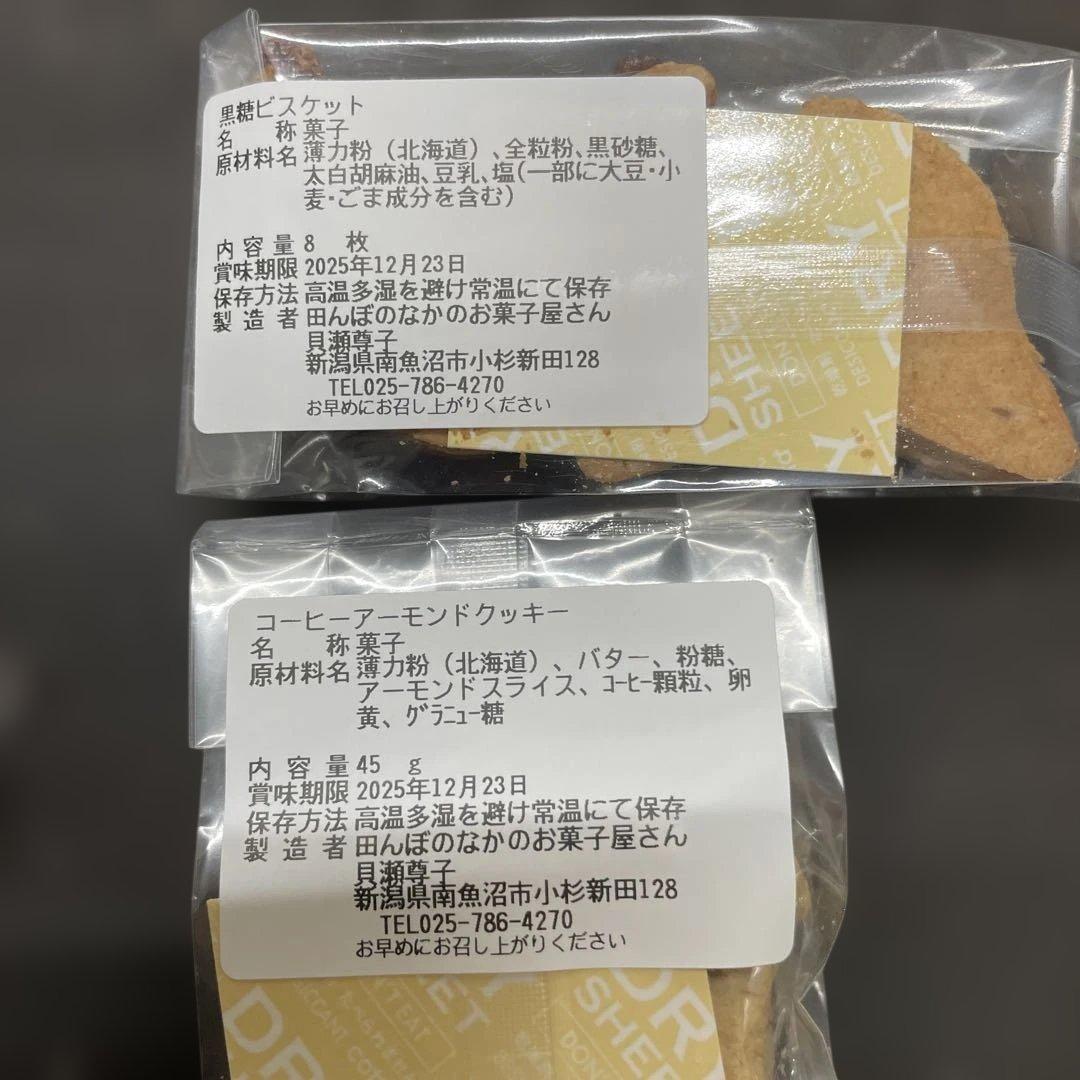 黒糖ビスケット
名 称 菓子
原材料名 薄力粉（北海道）、全粒粉、黒砂糖、
太白胡麻油、豆乳、塩(一部に大豆・小
麦・ごま成分を含む)
内容量 8 枚
賞味期限 2025年12月23日
保存方法 高温多湿を避け常温にて保存
製造者 田んぼのなかのお菓子屋さん
貝瀬尊子
新潟県南魚沼市小杉新田128
TEL025-786-4270
お早めにお召し上がりください
コーヒーアーモンドクッキー
名 称 菓子
原材料名 薄力粉（北海道）、バター、粉糖、
アーモンドスライス、ｺｰﾋｰ顆粒、卵
黄、ｸﾞﾗﾆｭｰ糖
内容量 45 g
賞味期限 2025年12月23日
保存方法 高温多湿を避け常温にて保存
製造者 田んぼのなかのお菓子屋さん
貝瀬尊子
新潟県南魚沼市小杉新田128
TEL025-786-4270
お早めにお召し上がりください